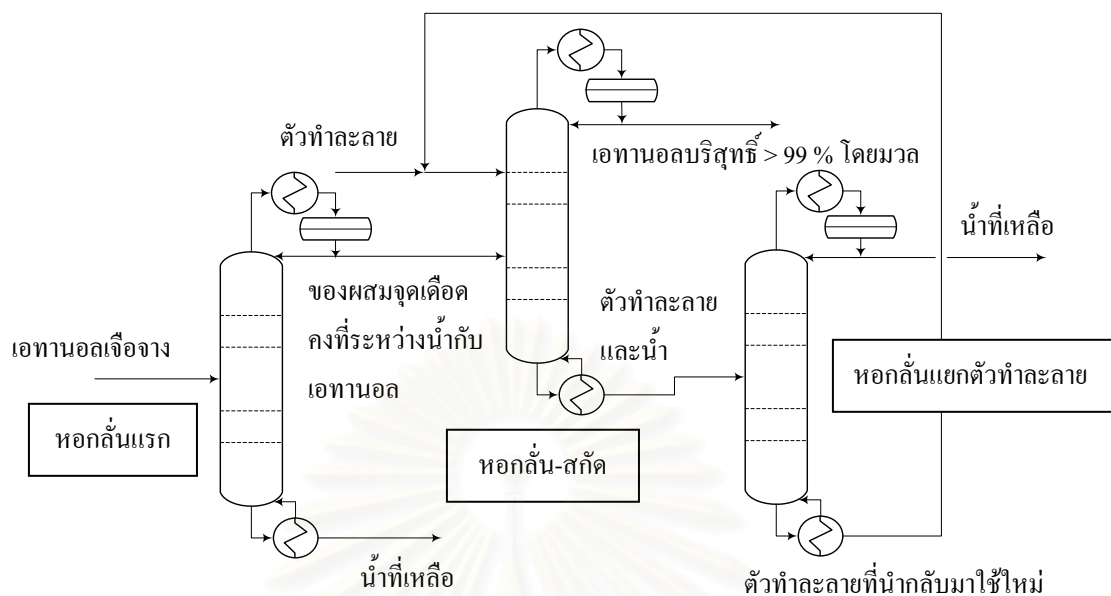 ตัวทำละลาย
เอทานอลบริสุทธิ์ > 99 % โดยมวล
น้ำที่เหลือ
ของผสมจุดเดือด
คงที่ระหว่างน้ำกับ
เอทานอล
ตัวทำละลาย
และน้ำ
เอทานอลเจือจาง
หอกลั่นแยกตัวทำละลาย
หอกลั่นแรก
หอกลั่น-สกัด
น้ำที่เหลือ
ตัวทำละลายที่นำกลับมาใช้ใหม่